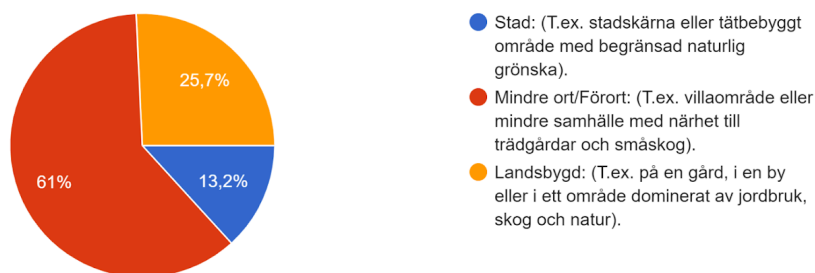 25,7%
61%
13,2%
Stad: (T.ex. stadskärna eller tätbebyggt
område med begränsad naturlig
grönska).
Mindre ort/Förort: (T.ex. villaområde eller
mindre samhälle med närhet till
trädgårdar och småskog).
Landsbygd: (T.ex. på en gård, i en by
eller i ett område dominerat av jordbruk,
skog och natur).